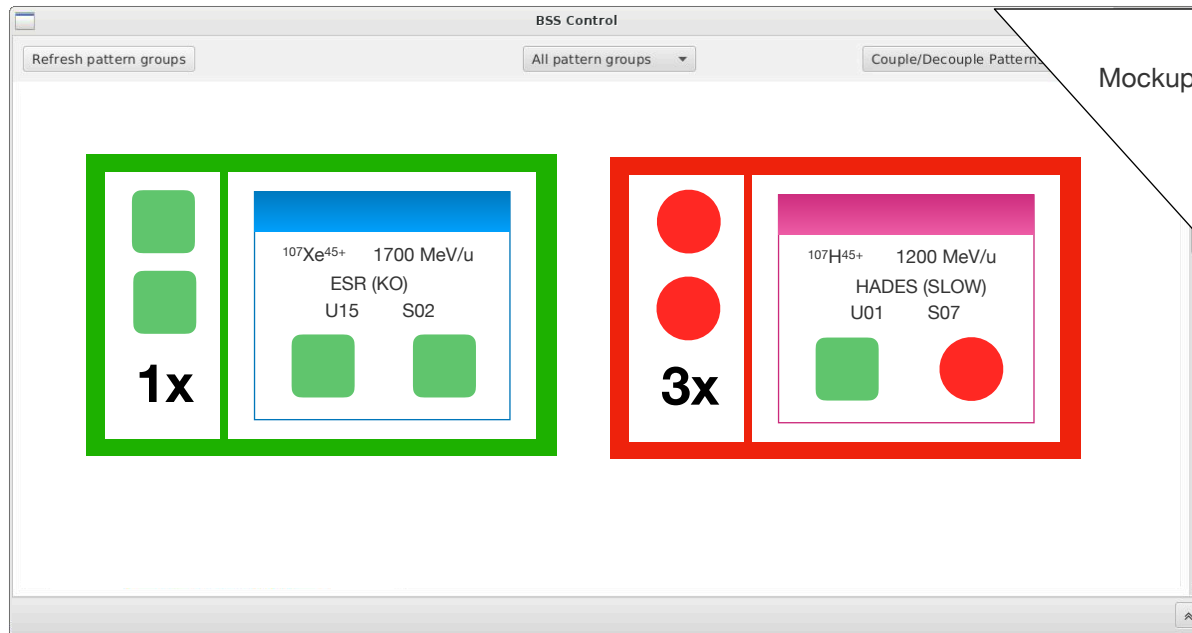 BSS Control
Refresh pattern groups
All pattern groups
Couple/Decouple Patterns
Mockup
¹⁰⁷Xe⁴⁵⁺ 1700 MeV/u
ESR (KO)
U15 S02
1x
¹⁰⁷H⁴⁵⁺ 1200 MeV/u
HADES (SLOW)
U01 S07
3x